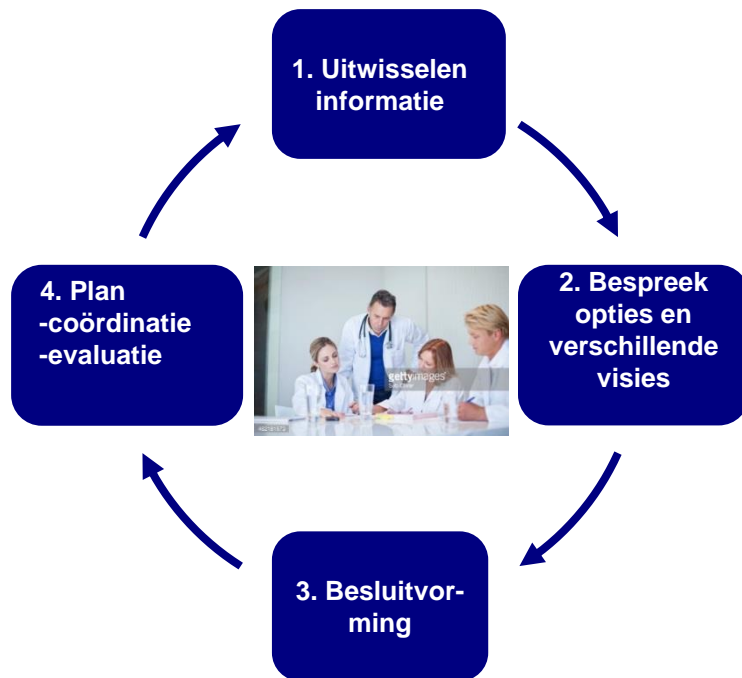 1. Uitwisselen
informatie
2. Bespreek
opties en
verschillende
visies
3. Besluitvor-
ming
4. Plan
-coördinatie
-evaluatie
gettyimages